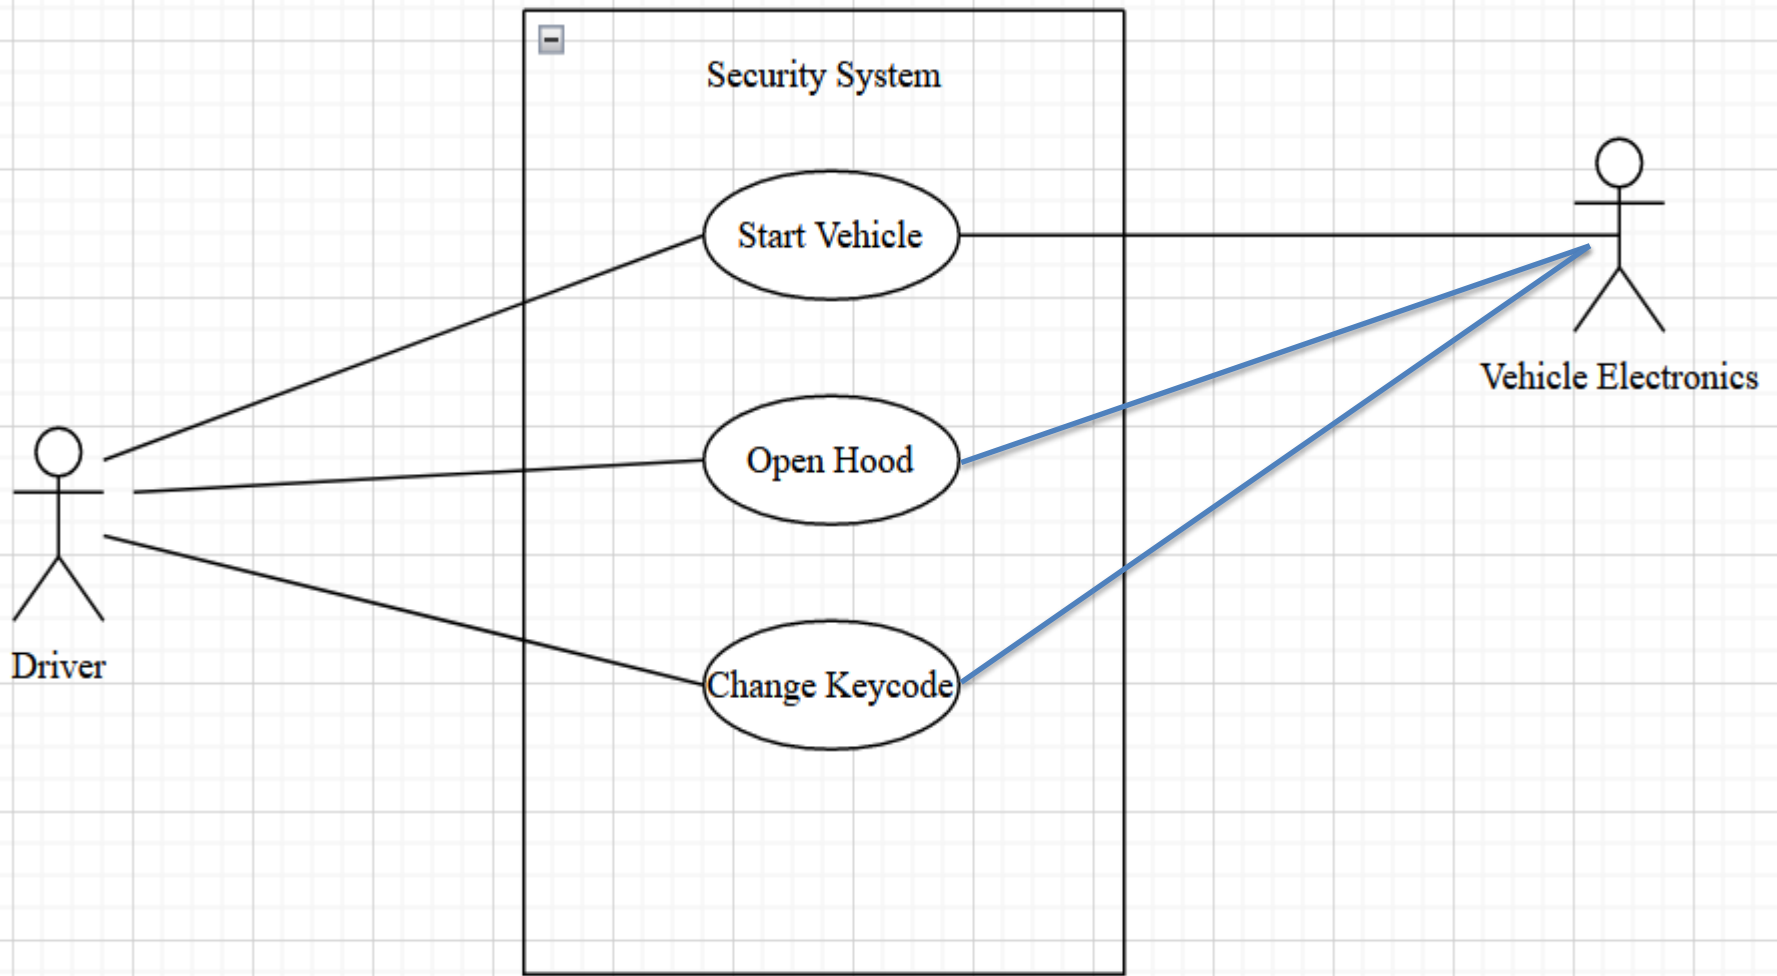 Security System
Start Vehicle
Open Hood
Vehicle Electronics
Driver
Change Keycode